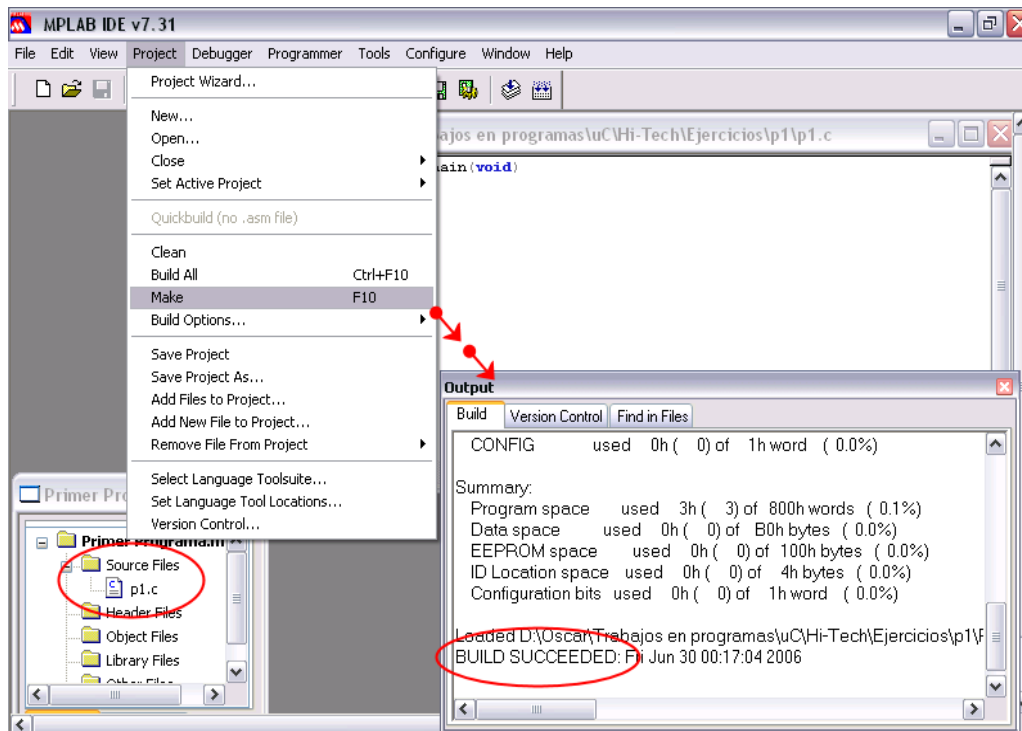 MPLAB IDE v7.31
File Edit View Project Debugger Programmer Tools Configure Window Help
Project Wizard...
New...
Open...
Close
Set Active Project
Quickbuild (no .asm file)
Clean
Build All Ctrl+F10
Make F10
Build Options...
Save Project
Save Project As...
Add Files to Project...
Add New File to Project...
Remove File From Project
Select Language Toolsuite...
Set Language Tool Locations...
Version Control...
ajos en programas\uC\Hi-Tech\Ejercicios\p1\p1.c
main(void)
Primer Pro
Primer Programa.m
Source Files
p1.c
Header Files
Object Files
Library Files
Other Files
Output
Build Version Control Find in Files
CONFIG used 0h ( 0) of 1h word ( 0.0%)
Summary:
Program space used 3h ( 3) of 800h words ( 0.1%)
Data space used 0h ( 0) of B0h bytes ( 0.0%)
EEPROM space used 0h ( 0) of 100h bytes ( 0.0%)
ID Location space used 0h ( 0) of 4h bytes ( 0.0%)
Configuration bits used 0h ( 0) of 1h word ( 0.0%)
Loaded D:\Oscar\Trabajos en programas\uC\Hi-Tech\Ejercicios\p1\F
BUILD SUCCEEDED: Fri Jun 30 00:17:04 2006